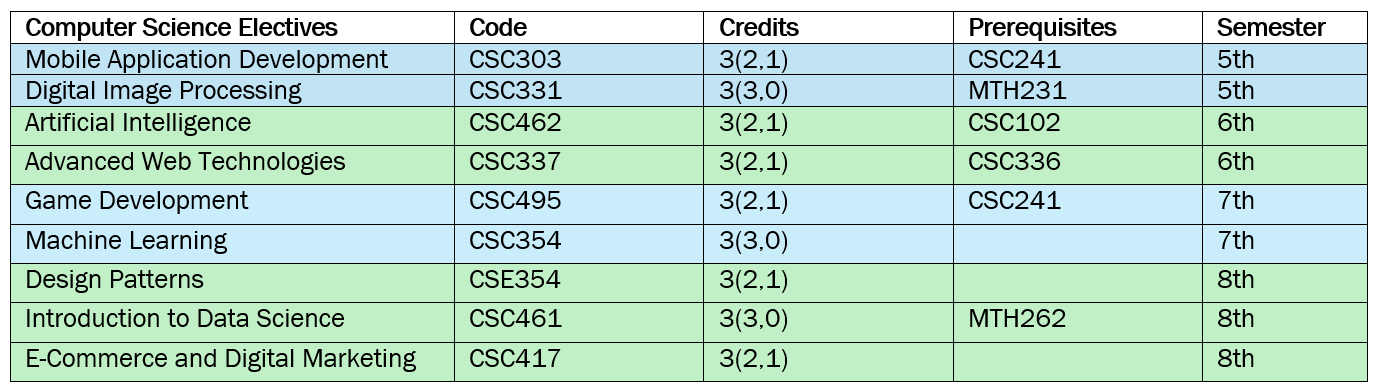 Computer Science Electives Code Credits Prerequisites Semester
Mobile Application Development CSC303 3(2,1) CSC241 5th
Digital Image Processing CSC331 3(3,0) MTH231 5th
Artificial Intelligence CSC462 3(2,1) CSC102 6th
Advanced Web Technologies CSC337 3(2,1) CSC336 6th
Game Development CSC495 3(2,1) CSC241 7th
Machine Learning CSC354 3(3,0) 7th
Design Patterns CSE354 3(2,1) 8th
Introduction to Data Science CSC461 3(3,0) MTH262 8th
E-Commerce and Digital Marketing CSC417 3(2,1) 8th